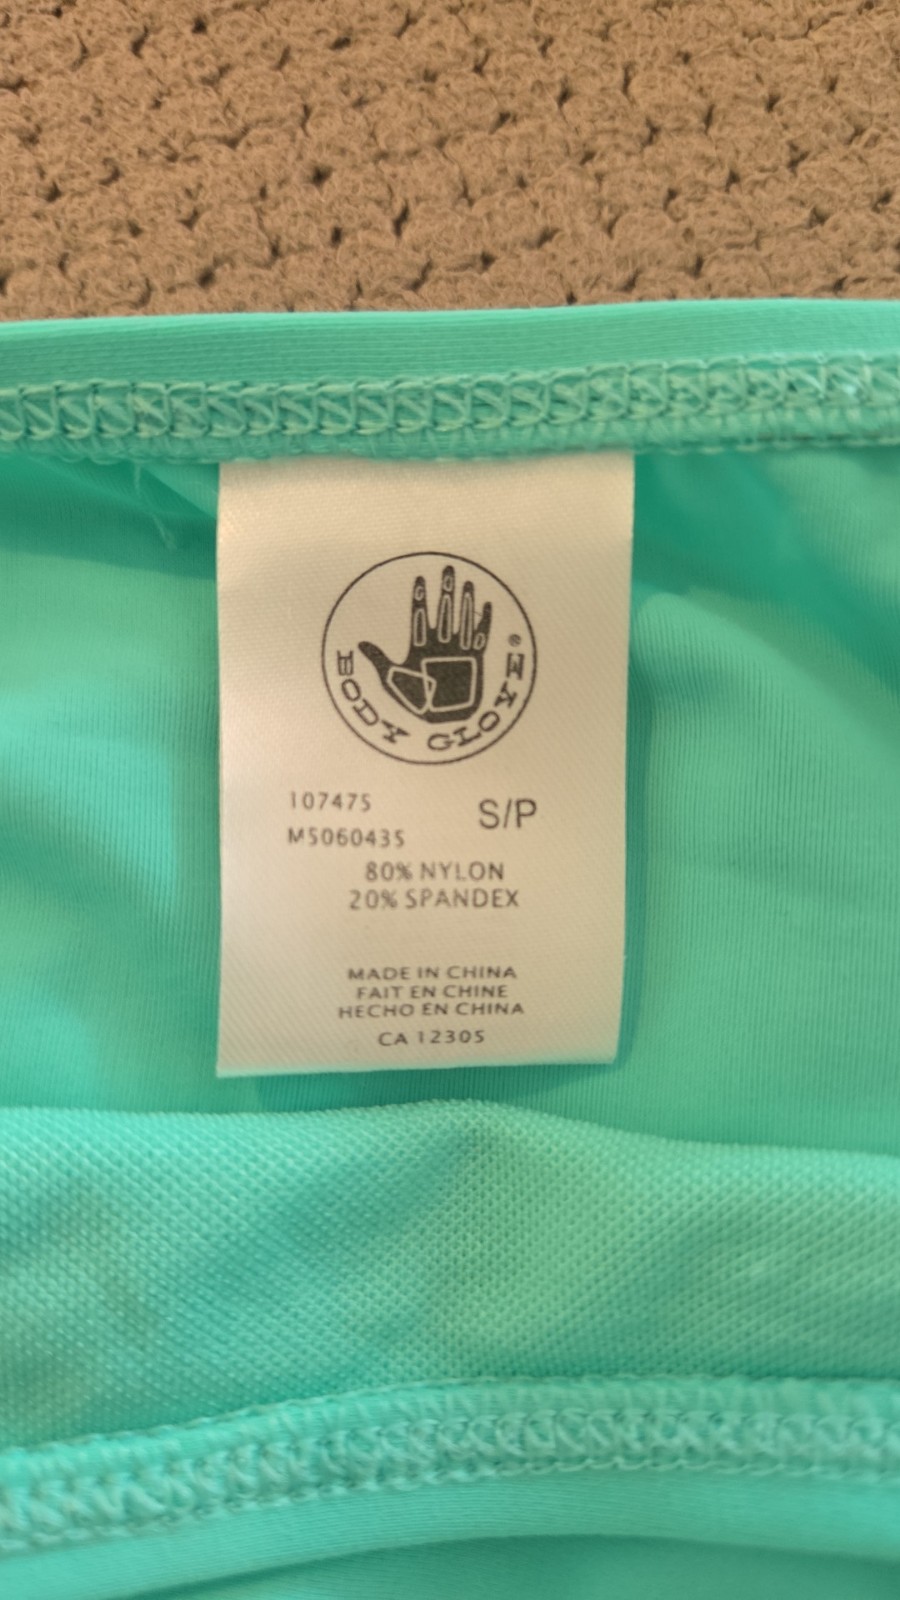 BODY GLOVE®
107475
S/P
M5060435
80% NYLON
20% SPANDEX
MADE IN CHINA
FAIT EN CHINE
HECHO EN CHINA
CA 12305